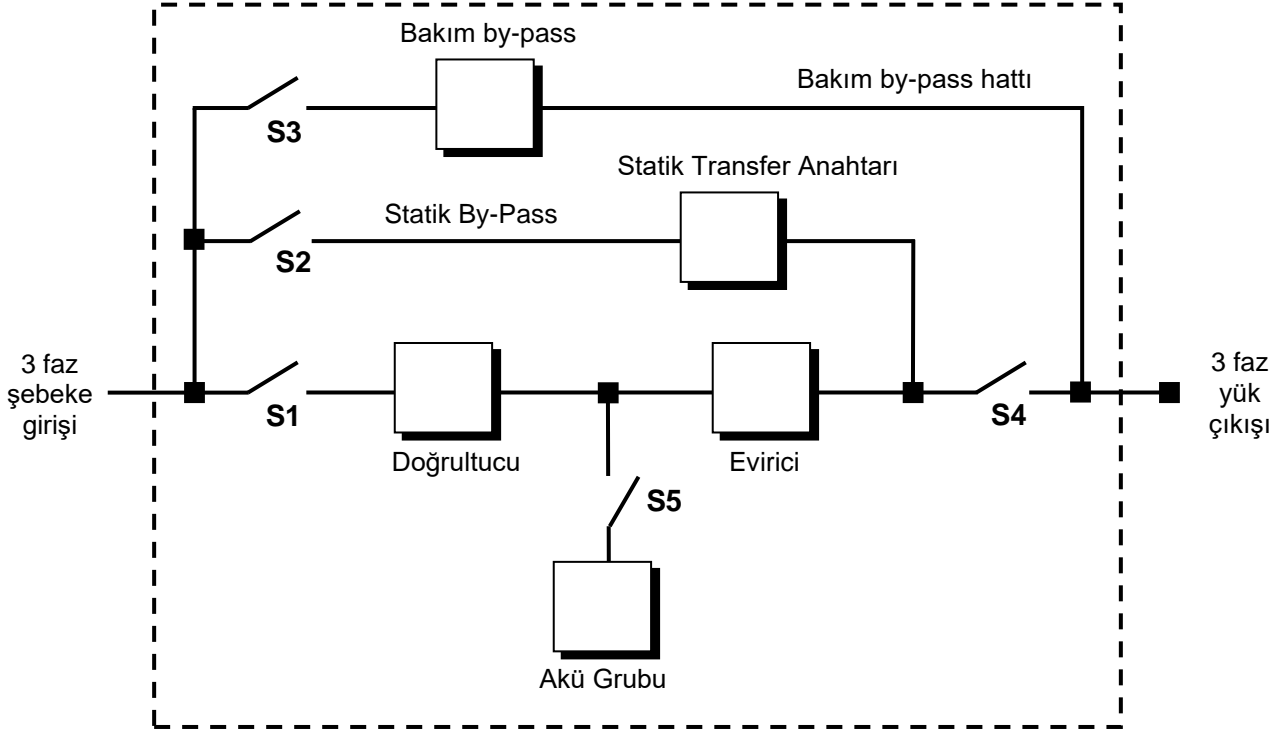 Bakım by-pass
Bakım by-pass hattı
S3
Statik Transfer Anahtarı
Statik By-Pass
S2
3 faz
şebeke
girişi
S1
Doğrultucu
Evirici
S4
3 faz
yük
çıkışı
S5
Akü Grubu